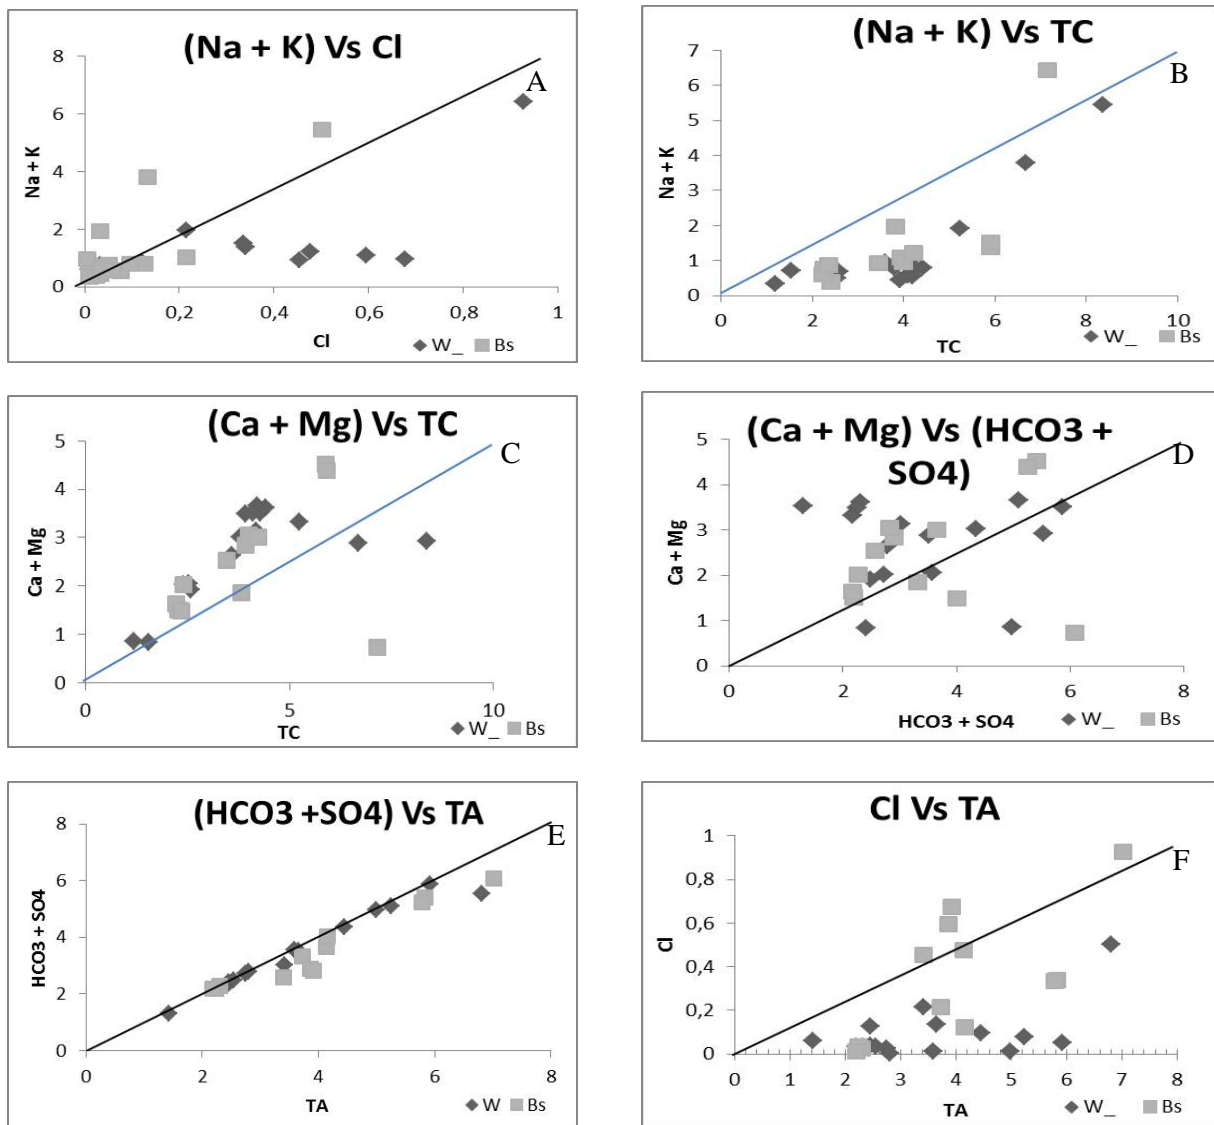 (Na + K) Vs Cl
A
8
6
4
2
0
Na + K
0 0,2 0,4 0,6 0,8 1
Cl
W_ Bs
(Na + K) Vs TC
B
7
6
5
4
3
2
1
0
Na + K
0 2 4 6 8 10
TC
W_ Bs
(Ca + Mg) Vs TC
C
5
4
3
2
1
0
Ca + Mg
0 5 10
TC
W_ Bs
(Ca + Mg) Vs (HCO3 +
SO4)
D
5
4
3
2
1
0
Ca + Mg
0 2 4 6 8
HCO3 + SO4
W_ Bs
(HCO3 +SO4) Vs TA
E
8
6
4
2
0
HCO3 + SO4
0 2 4 6 8
TA
W Bs
Cl Vs TA
F
1
0,8
0,6
0,4
0,2
0
Cl
0 1 2 3 4 5 6 7 8
TA
W_ Bs